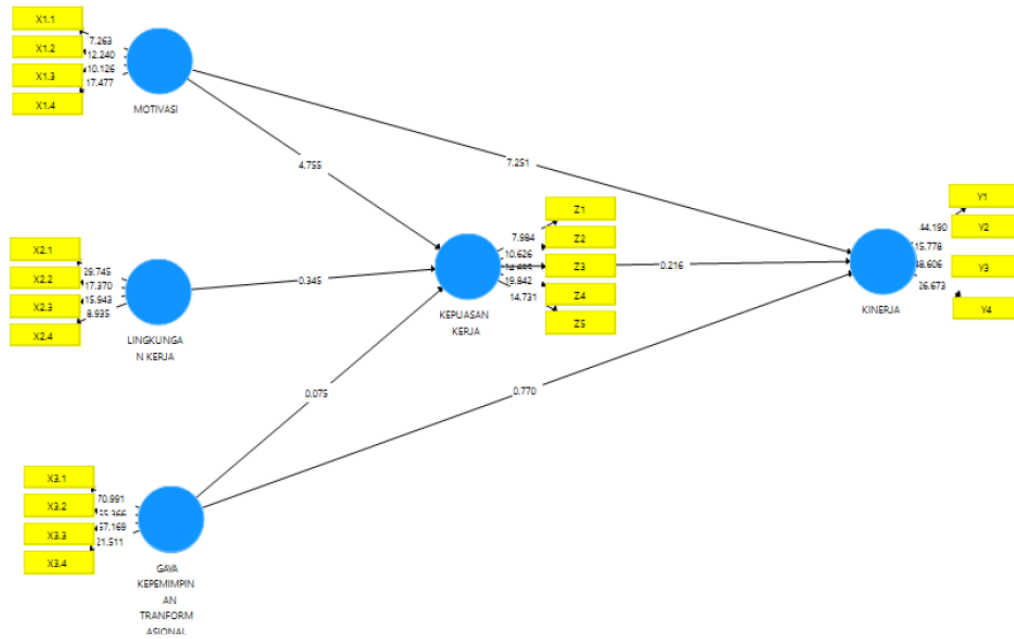 X1.1
X1.2
X1.3
X1.4
7.263
12.240
10.126
17.477
MOTIVASI
4.755
7.251
X2.1
X2.2
X2.3
X2.4
29.745
17.370
15.943
8.935
LINGKUNGA
N KERJA
0.345
KEPUASAN
KERJA
7.984
10.626
19.842
14.731
Z1
Z2
Z3
Z4
Z5
0.216
KINERJA
44.190
15.778
48.606
26.673
Y1
Y2
Y3
Y4
0.075
0.770
X3.1
X3.2
X3.3
X3.4
70.991
21.511
GAYA
KEPEMIMPIN
AN
TRANFORM
ASIONAL